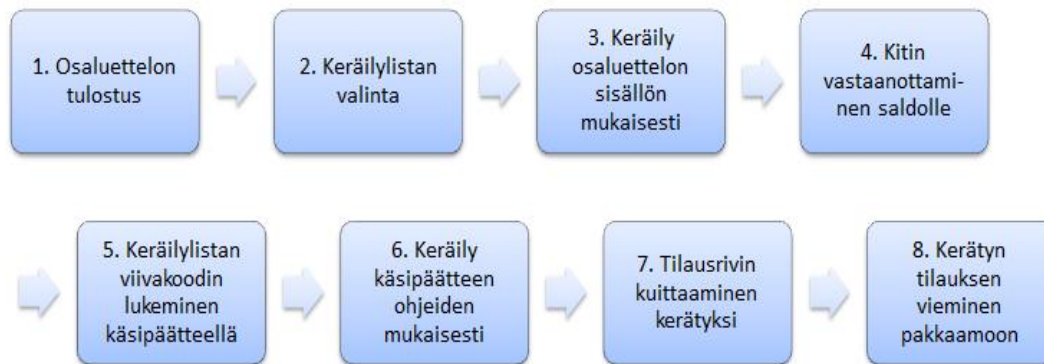 1. Osaluettelon
tulostus
2. Keräilylistan
valinta
3. Keräily
osaluettelon
sisällön
mukaisesti
4. Kitin
vastaanottami-
nen saldolle
5. Keräilylistan
viivakoodin
lukeminen
käsipäätteellä
6. Keräily
käsipäätteen
ohjeiden
mukaisesti
7. Tilausrivin
kuittaaminen
kerätyksi
8. Kerätyn
tilauksen
vieminen
pakkaamoon